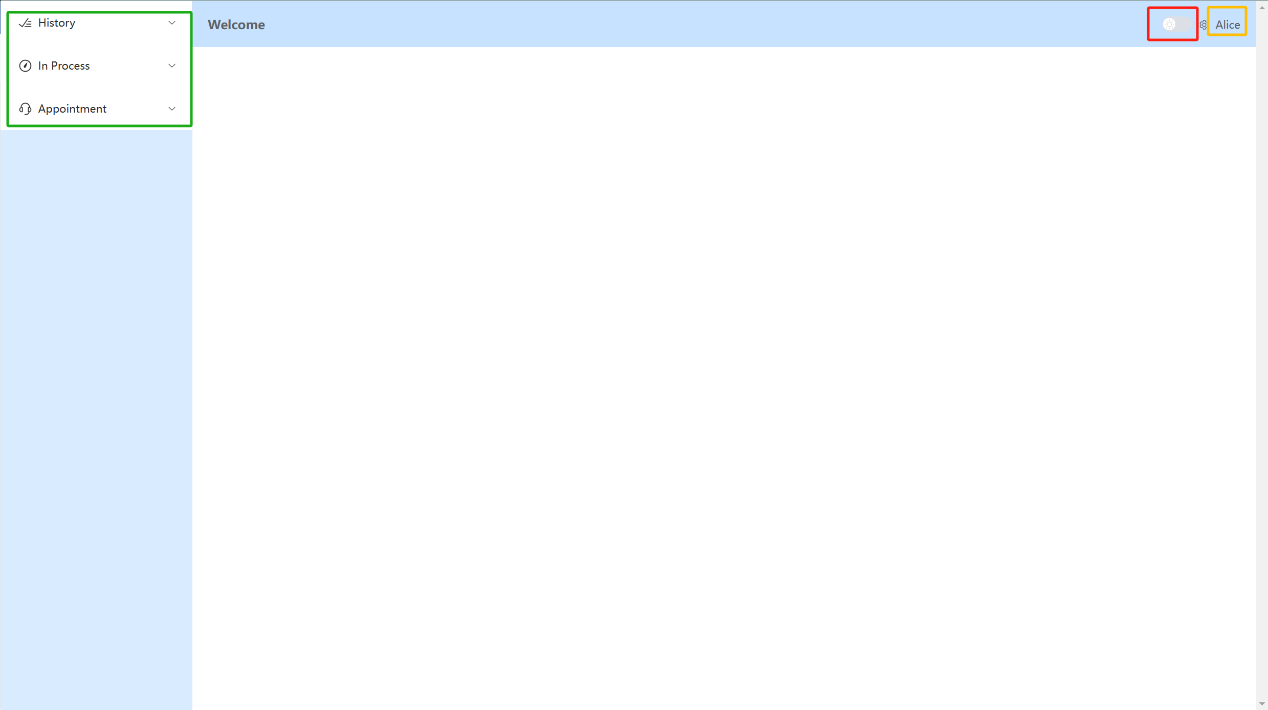 History
Welcome
Alice
In Process
Appointment